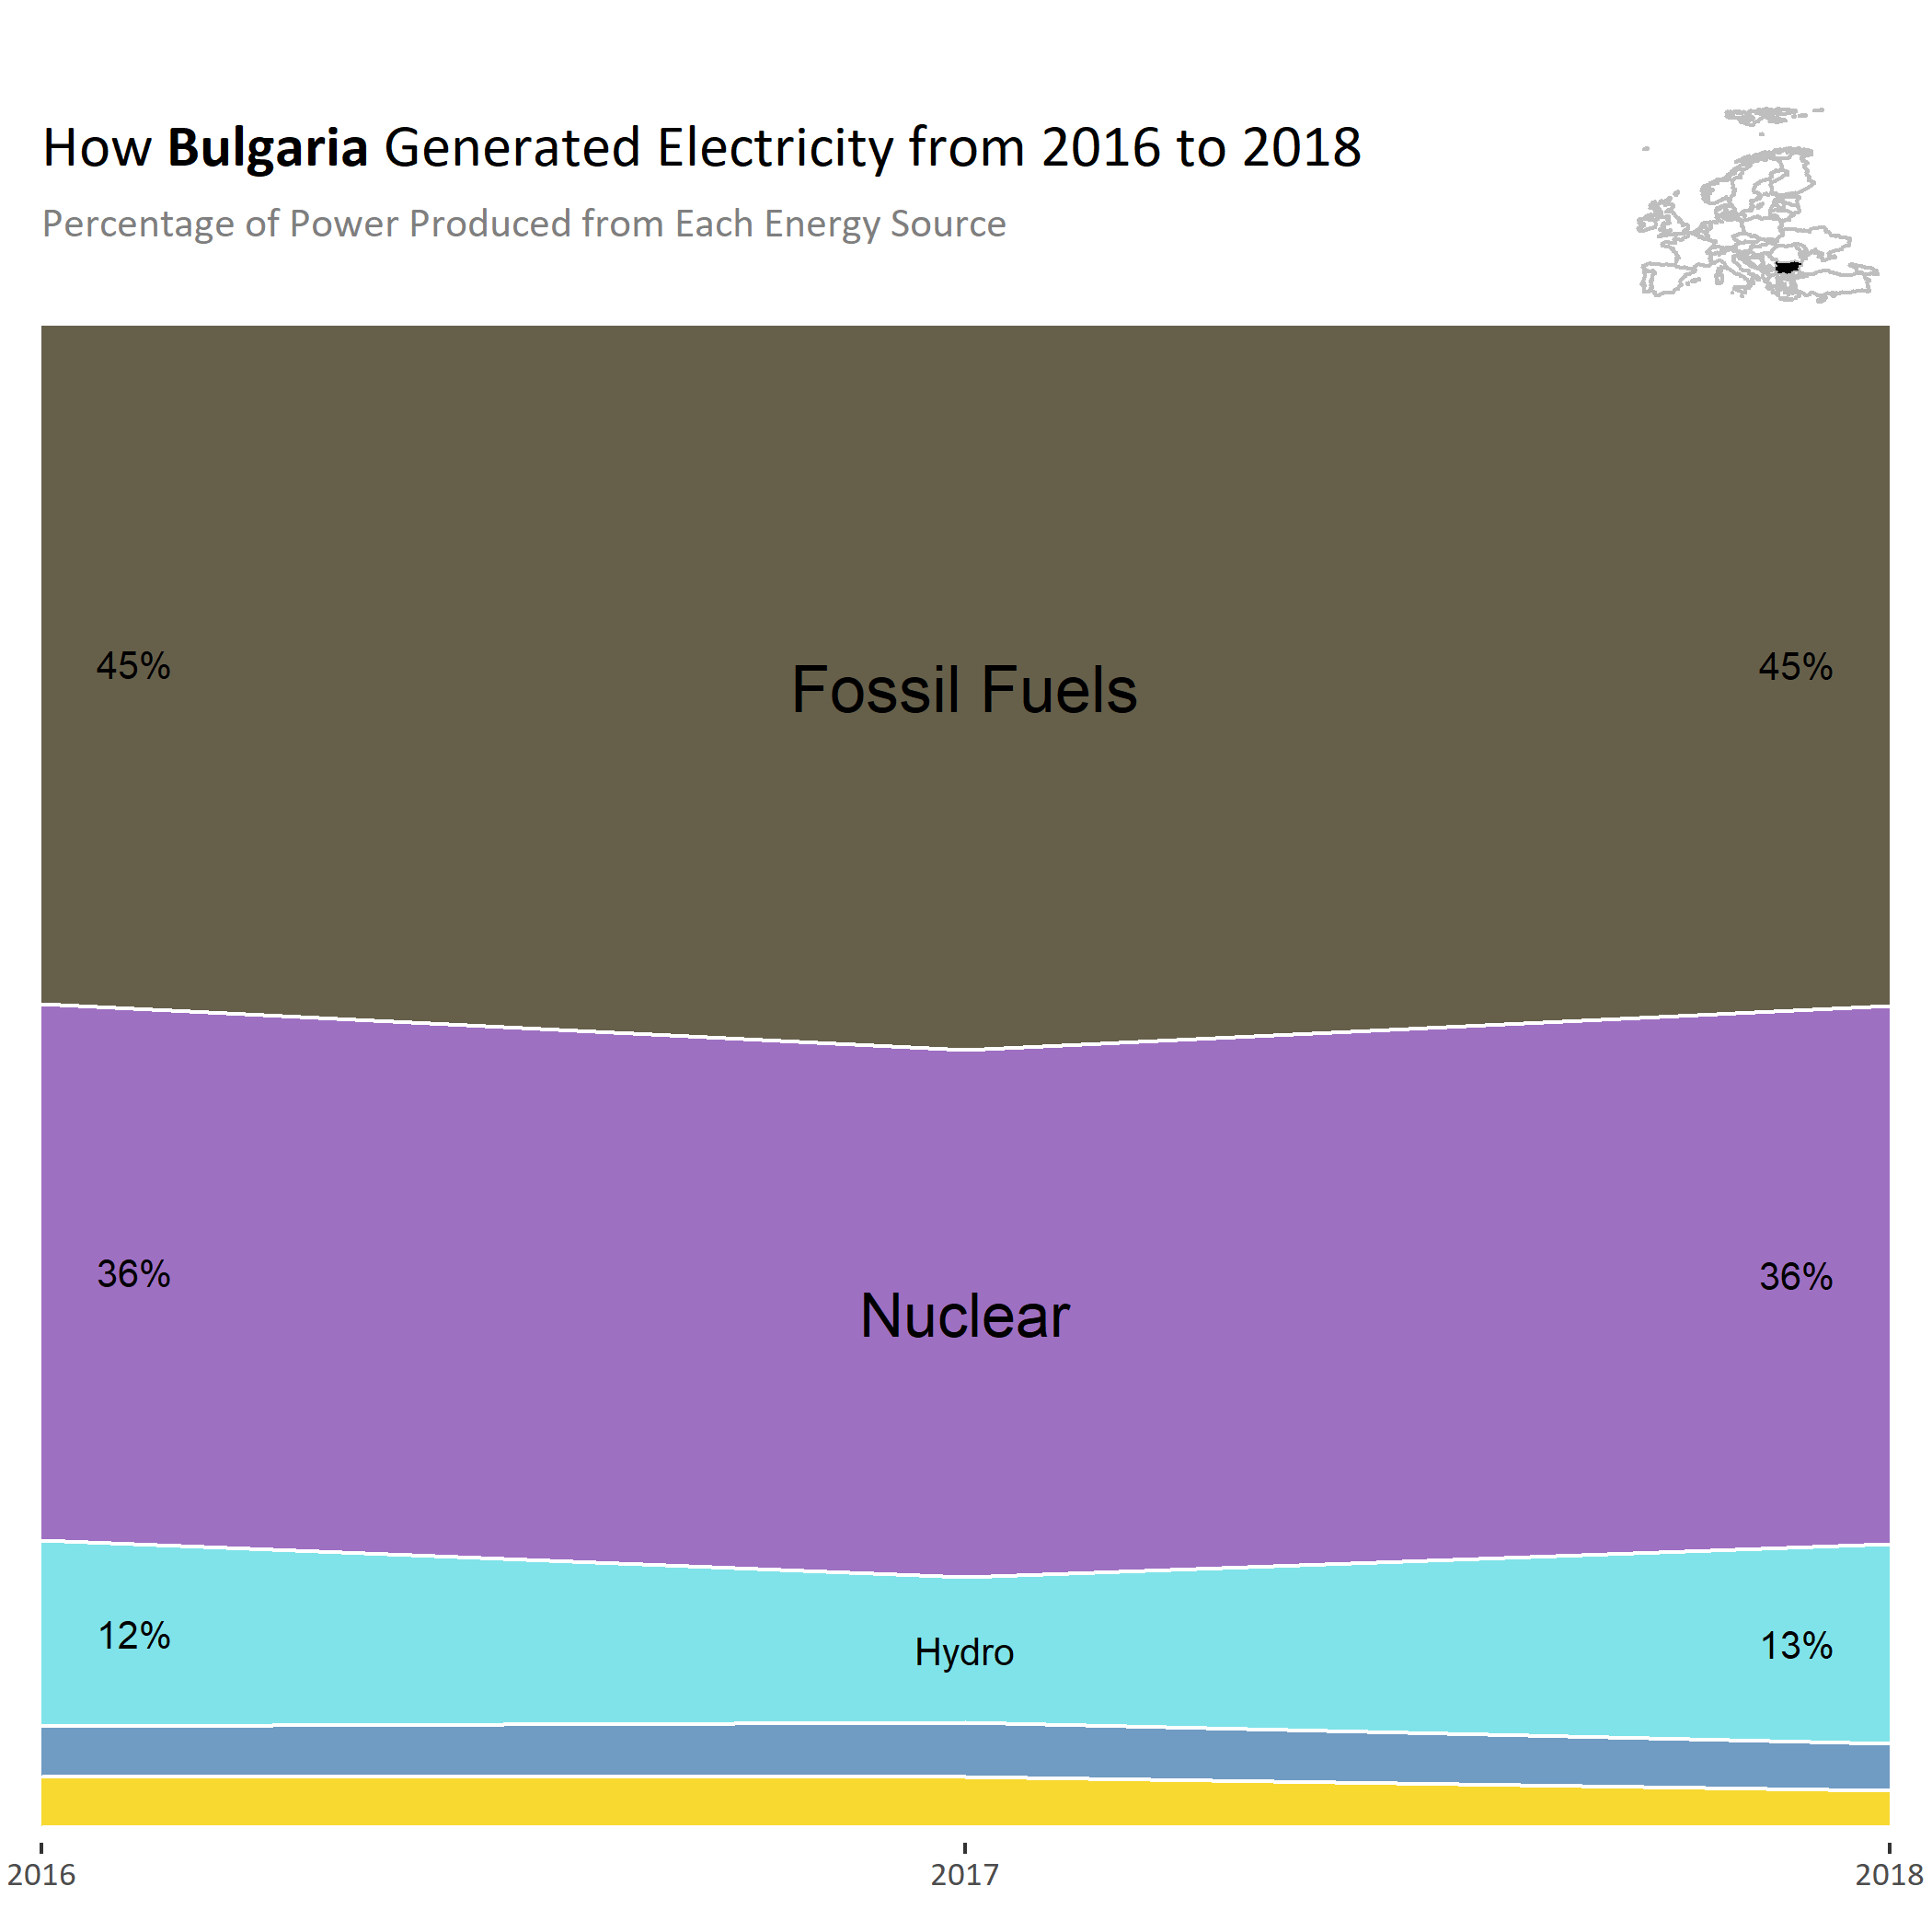 How Bulgaria Generated Electricity from 2016 to 2018
Percentage of Power Produced from Each Energy Source
45%
Fossil Fuels
45%
36%
Nuclear
36%
12%
Hydro
13%
2016
2017
2018